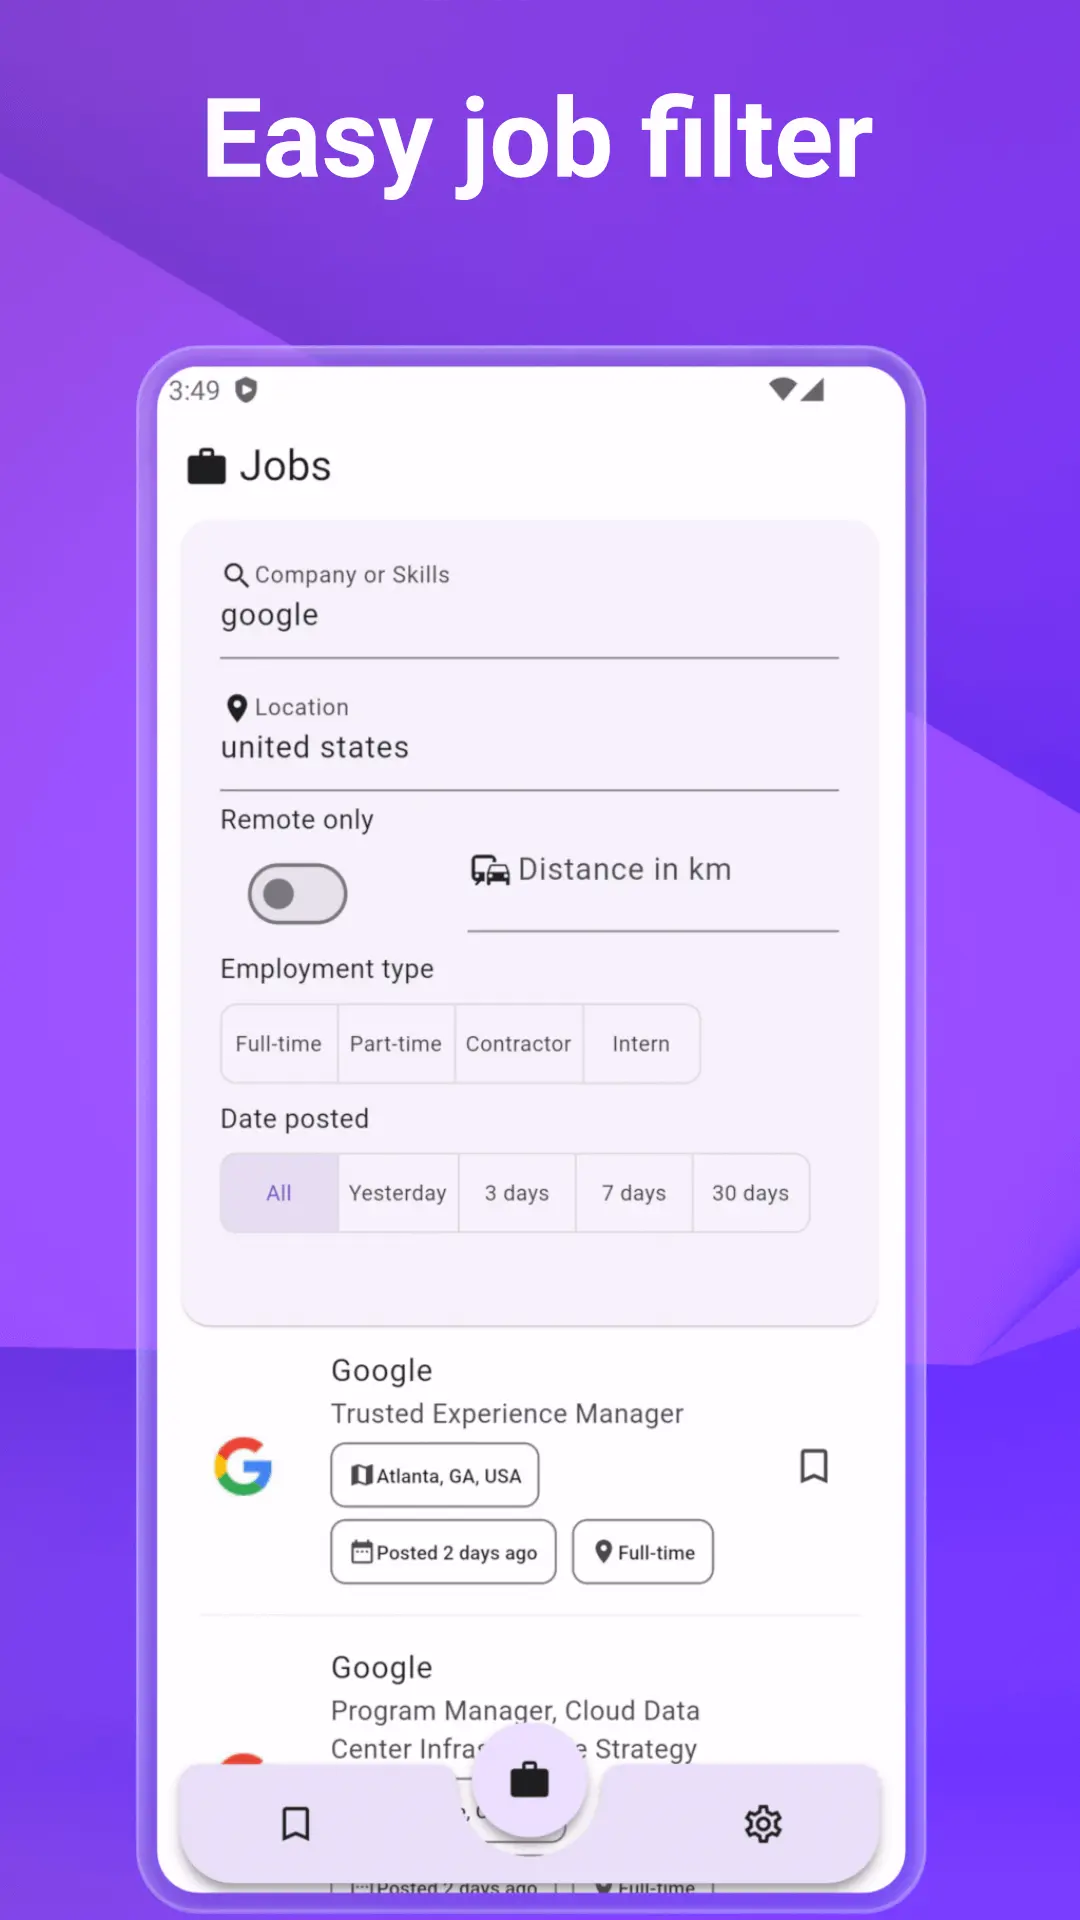 Easy job filter
3:49
Jobs
Company or Skills
google
Location
united states
Remote only
Distance in km
Employment type
Full-time Part-time Contractor Intern
Date posted
All Yesterday 3 days 7 days 30 days
Google
Trusted Experience Manager
Atlanta, GA, USA
Posted 2 days ago Full-time
Google
Program Manager, Cloud Data
Center Strategy
Posted 2 days ago Full-time